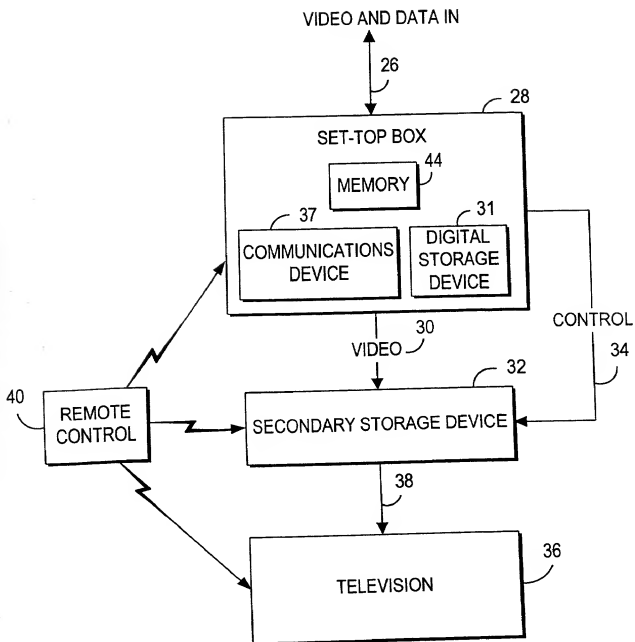 VIDEO AND DATA IN
26
28
SET-TOP BOX
44
MEMORY
37
31
COMMUNICATIONS
DEVICE
DIGITAL
STORAGE
DEVICE
CONTROL
34
30
VIDEO
32
40
REMOTE
CONTROL
SECONDARY STORAGE DEVICE
38
36
TELEVISION